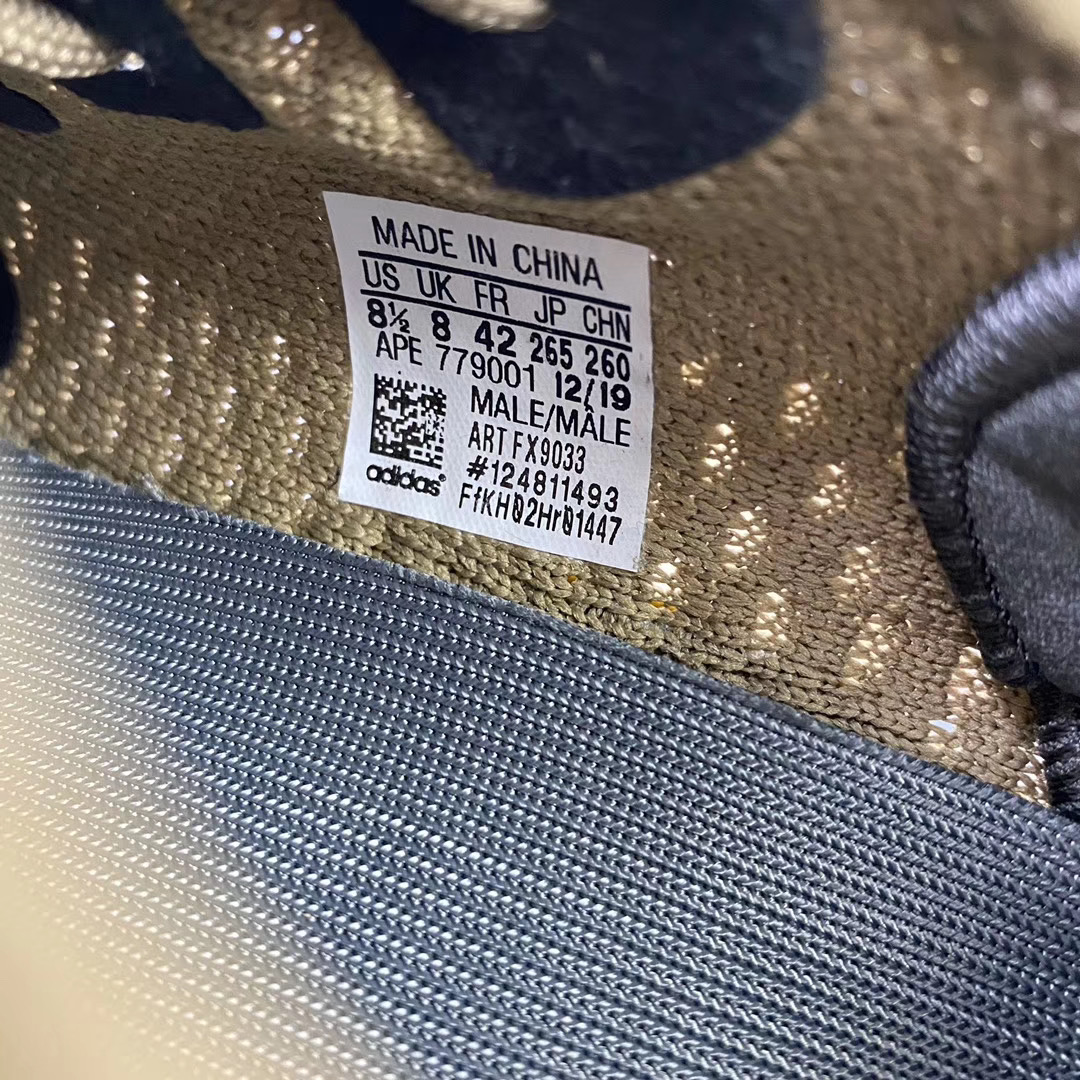 MADE IN CHINA
US UK FR JP CHN
8½ 8 42 265 260
APE 779001 12/19
MALE/MÂLE
ART FX9033
#124811493
FfKH02Hr01447
adidas®